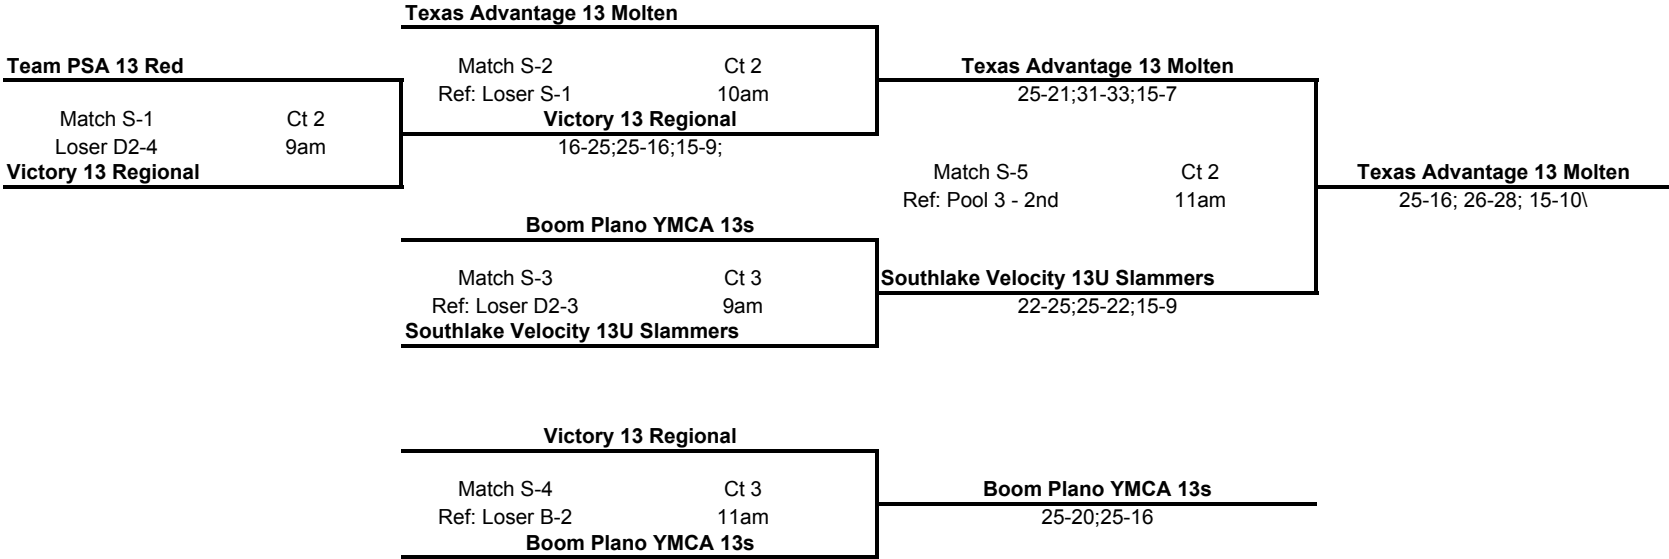 Texas Advantage 13 Molten
Team PSA 13 Red Match S-2 Ct 2 Texas Advantage 13 Molten
Ref: Loser S-1 10am 25-21;31-33;15-7
Match S-1 Ct 2 Victory 13 Regional
Loser D2-4 9am 16-25;25-16;15-9;
Victory 13 Regional Match S-5 Ct 2 Texas Advantage 13 Molten
Ref: Pool 3 - 2nd 11am 25-16; 26-28; 15-10\
Boom Plano YMCA 13s
Match S-3 Ct 3 Southlake Velocity 13U Slammers
Ref: Loser D2-3 9am 22-25;25-22;15-9
Southlake Velocity 13U Slammers
Victory 13 Regional
Match S-4 Ct 3 Boom Plano YMCA 13s
Ref: Loser B-2 11am 25-20;25-16
Boom Plano YMCA 13s